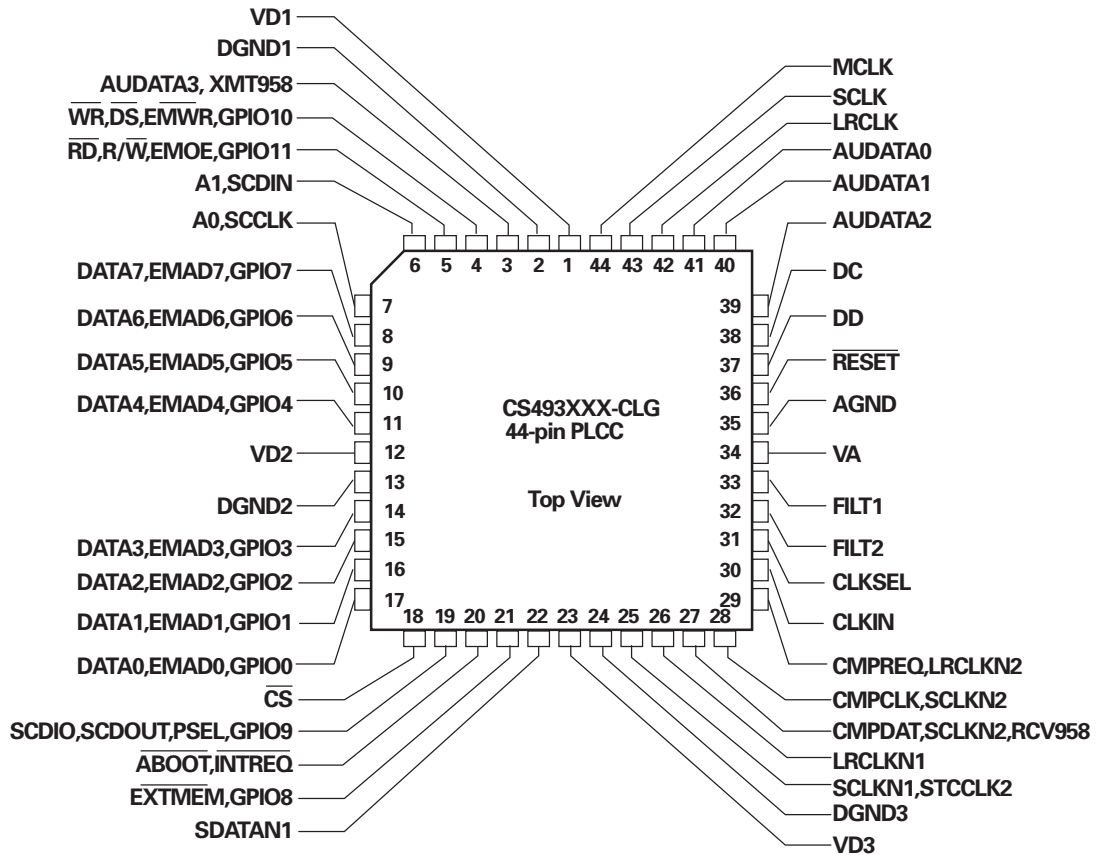 VD1
DGND1
AUDATA3, XMT958
WR,DS,EMWR,GPIO10
RD,R/W,EMOE,GPIO11
A1,SCDIN
A0,SCCLK
DATA7,EMAD7,GPIO7
DATA6,EMAD6,GPIO6
DATA5,EMAD5,GPIO5
DATA4,EMAD4,GPIO4
VD2
DGND2
DATA3,EMAD3,GPIO3
DATA2,EMAD2,GPIO2
DATA1,EMAD1,GPIO1
DATA0,EMAD0,GPIO0
CS
SCDIO,SCDOUT,PSEL,GPIO9
ABOOT,INTREQ
EXTMEM,GPIO8
SDATAN1
6 5 4 3 2 1 44 43 42 41 40
7
8
9
10
11
12
13
14
15
16
17
CS493XXX-CLG
44-pin PLCC
Top View
39
38
37
36
35
34
33
32
31
30
29
18 19 20 21 22 23 24 25 26 27 28
MCLK
SCLK
LRCLK
AUDATA0
AUDATA1
AUDATA2
DC
DD
RESET
AGND
VA
FILT1
FILT2
CLKSEL
CLKIN
CMPREQ,LRCLKN2
CMPCLK,SCLKN2
CMPDAT,SCLKN2,RCV958
LRCLKN1
SCLKN1,STCCLK2
DGND3
VD3